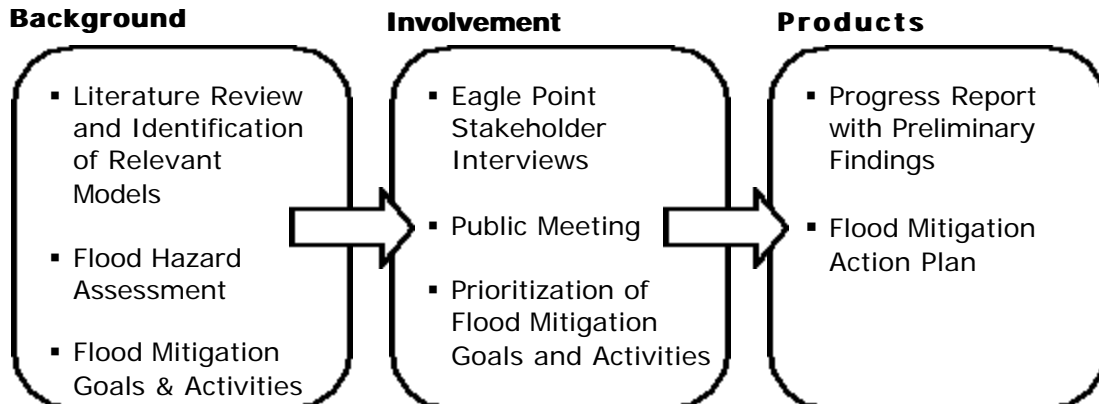 Background
▪ Literature Review
and Identification
of Relevant
Models
▪ Flood Hazard
Assessment
▪ Flood Mitigation
Goals & Activities
Involvement
▪ Eagle Point
Stakeholder
Interviews
▪ Public Meeting
▪ Prioritization of
Flood Mitigation
Goals and Activities
Products
▪ Progress Report
with Preliminary
Findings
▪ Flood Mitigation
Action Plan